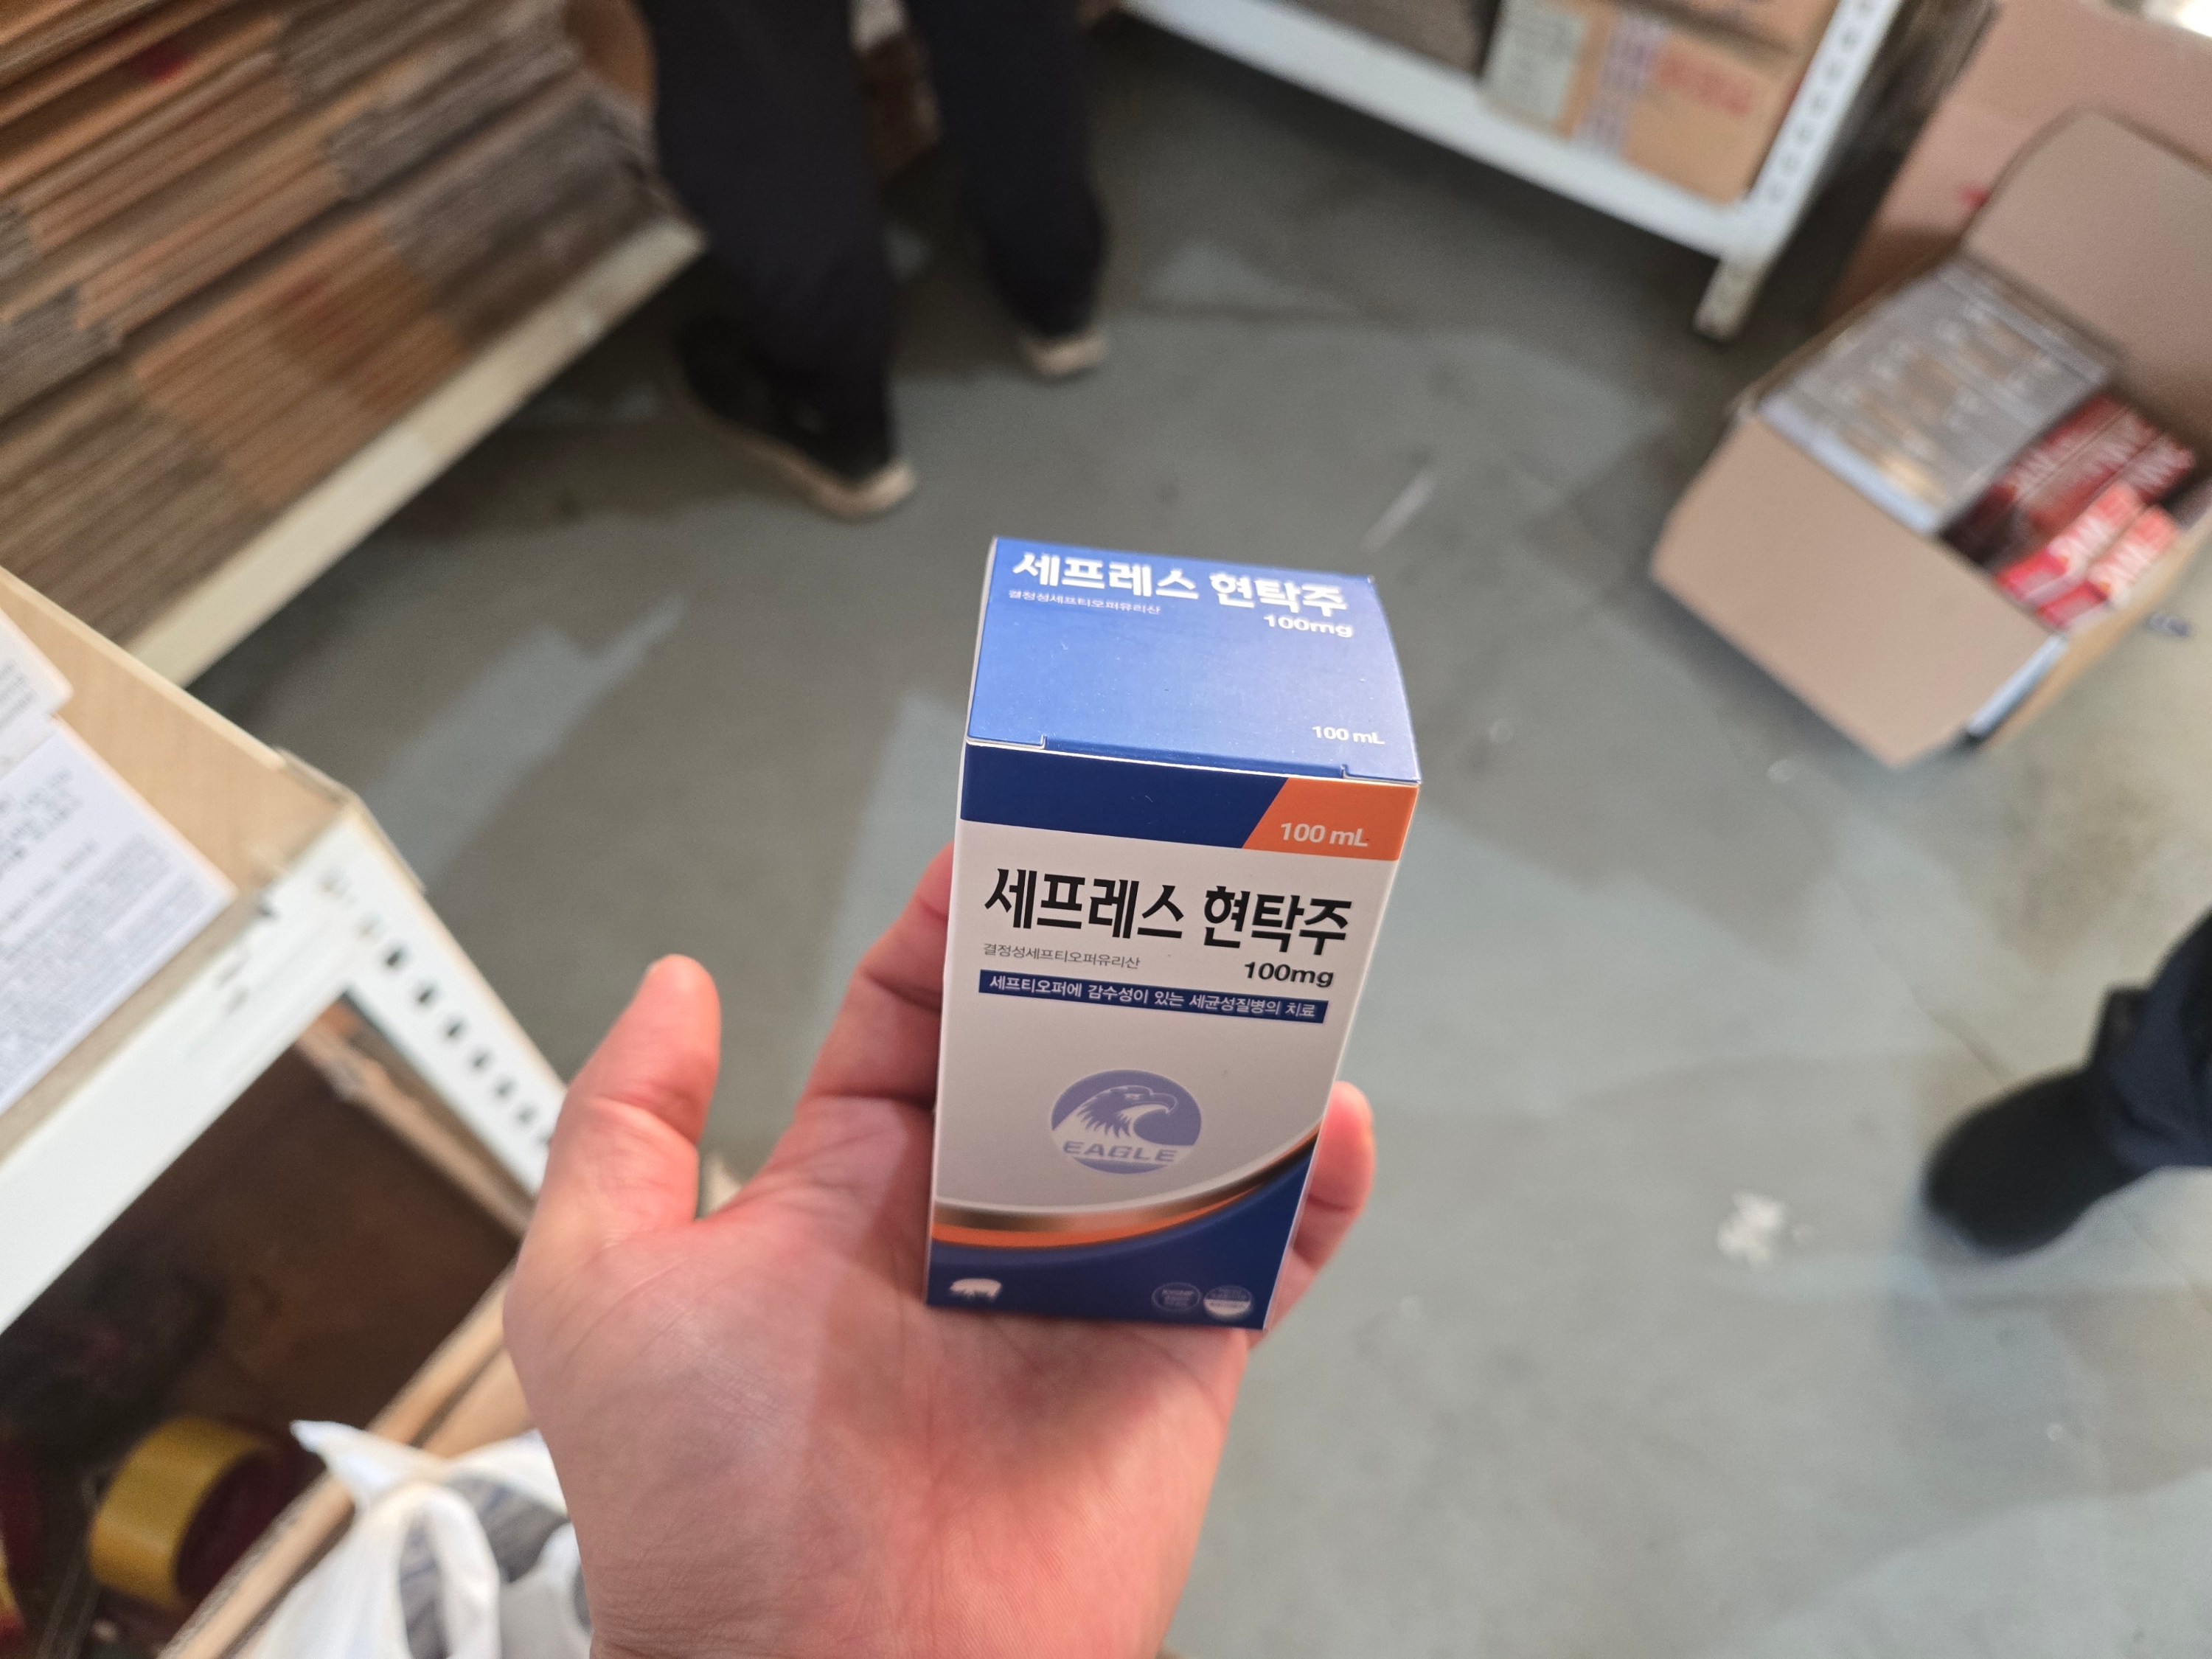 세프레스 현탁주
결정성세프티오퍼유리산
100mg
100 mL
100 mL
세프레스 현탁주
결정성세프티오퍼유리산
100mg
세프티오퍼에 감수성이 있는 세균성질병의 치료
EAGLE